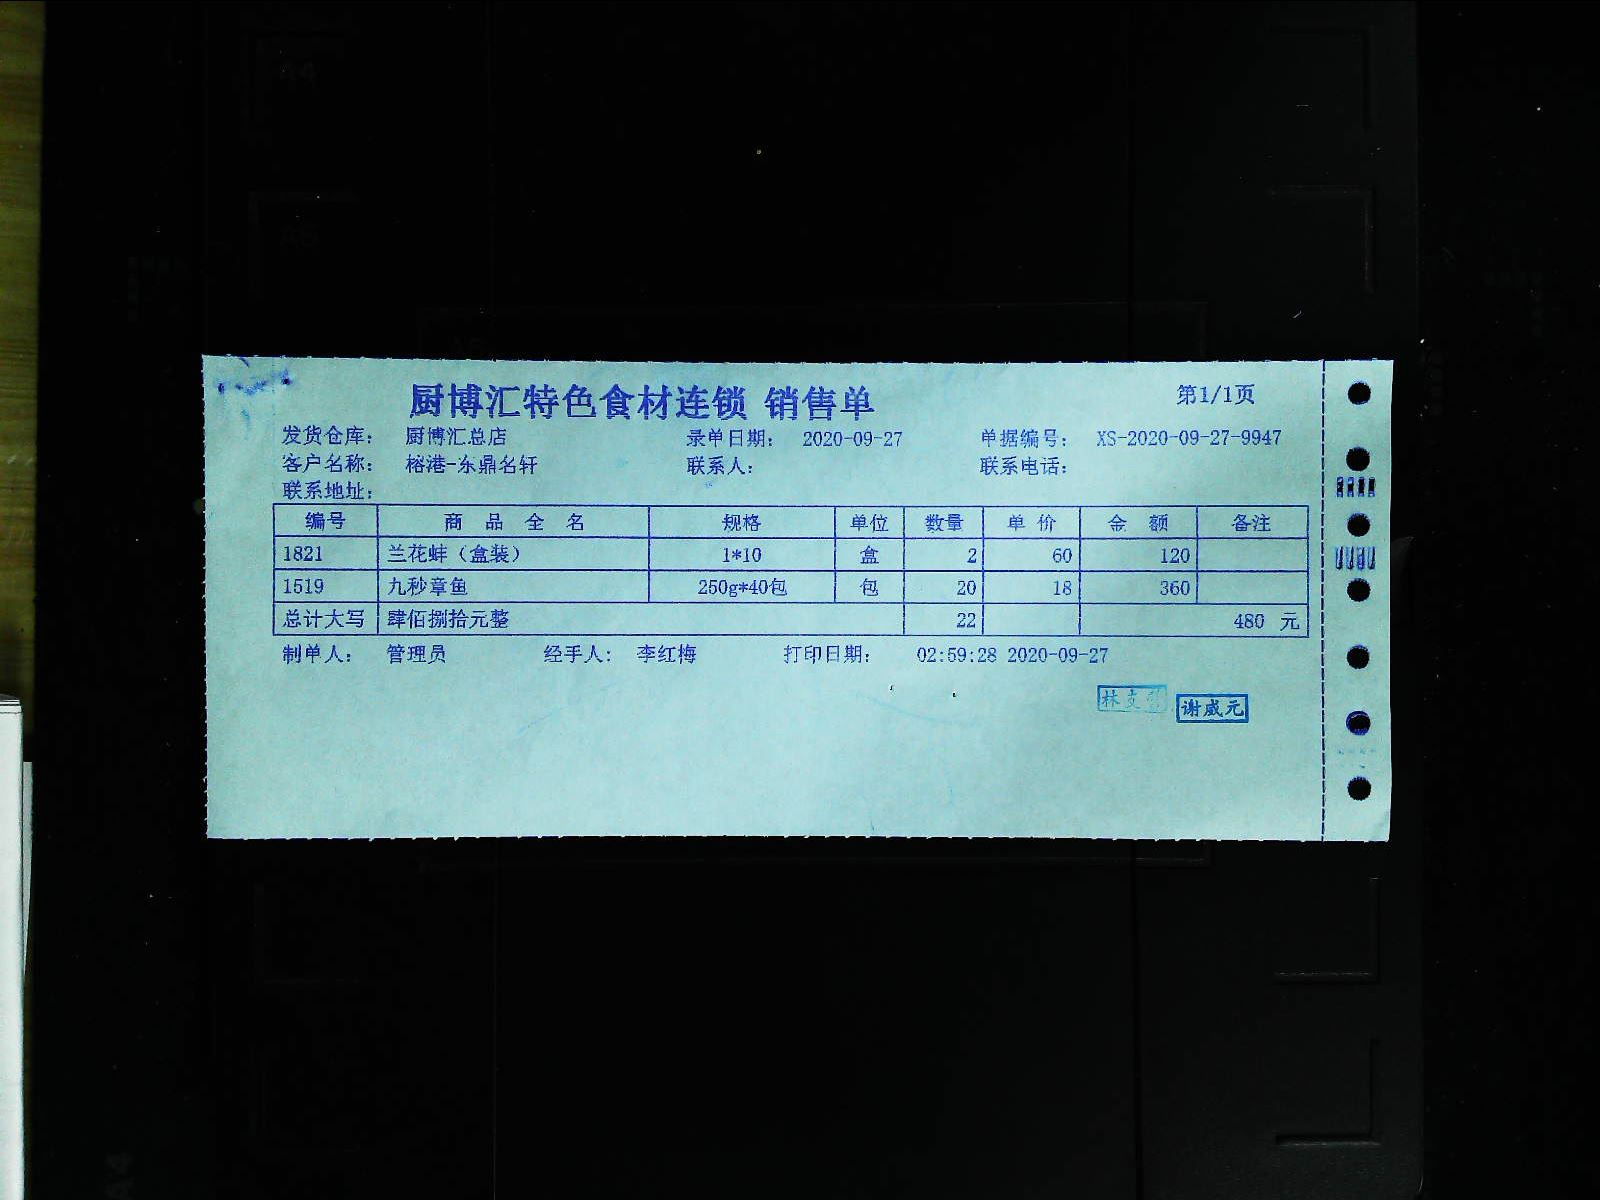 厨博汇特色食材连锁 销售单 第1/1页
发货仓库： 厨博汇总店 录单日期： 2020-09-27 单据编号： XS-2020-09-27-9947
客户名称： 榕港-东鼎名轩 联系人： 联系电话：
联系地址：
编号 商品全名 规格 单位 数量 单价 金额 备注
1821 兰花蚌（盒装） 1*10 盒 2 60 120
1519 九秒章鱼 250g*40包 包 20 18 360
总计大写 肆佰捌拾元整 22 480 元
制单人： 管理员 经手人： 李红梅 打印日期： 02:59:28 2020-09-27
谢威元